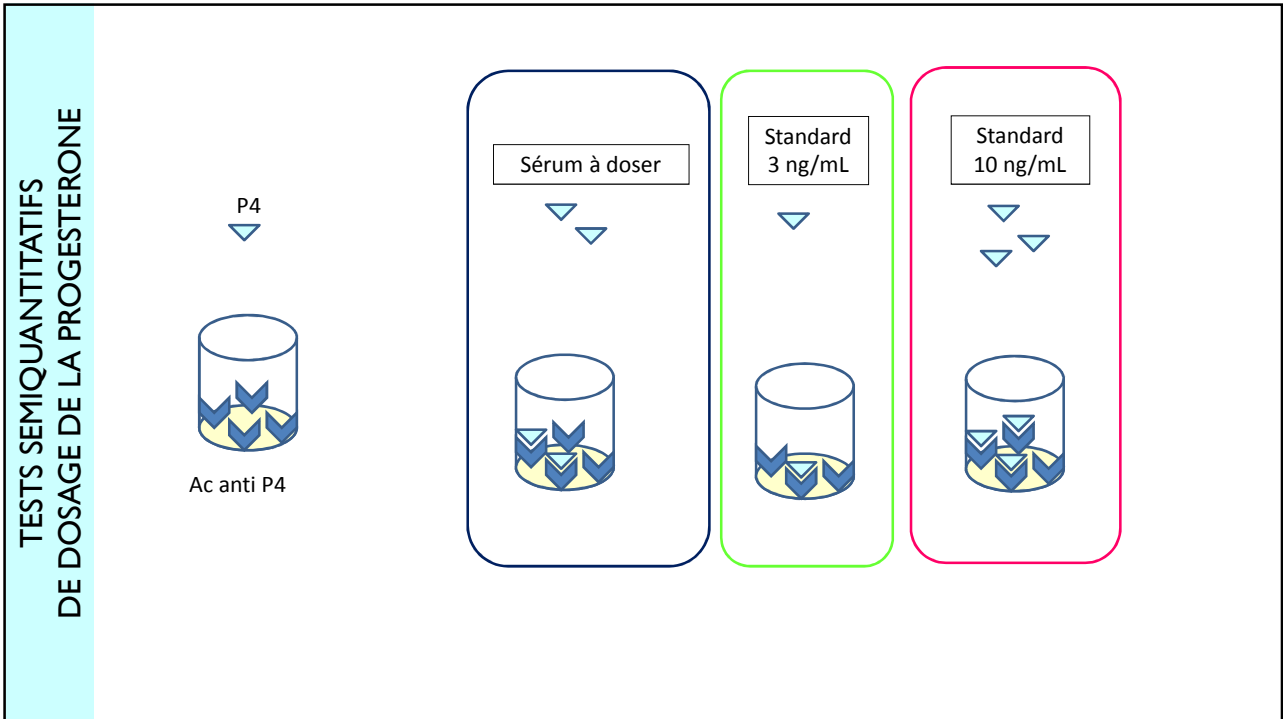 TESTS SEMIQUANTITATIFS
DE DOSAGE DE LA PROGESTERONE
P4
Ac anti P4
Sérum à doser
Standard
3 ng/mL
Standard
10 ng/mL